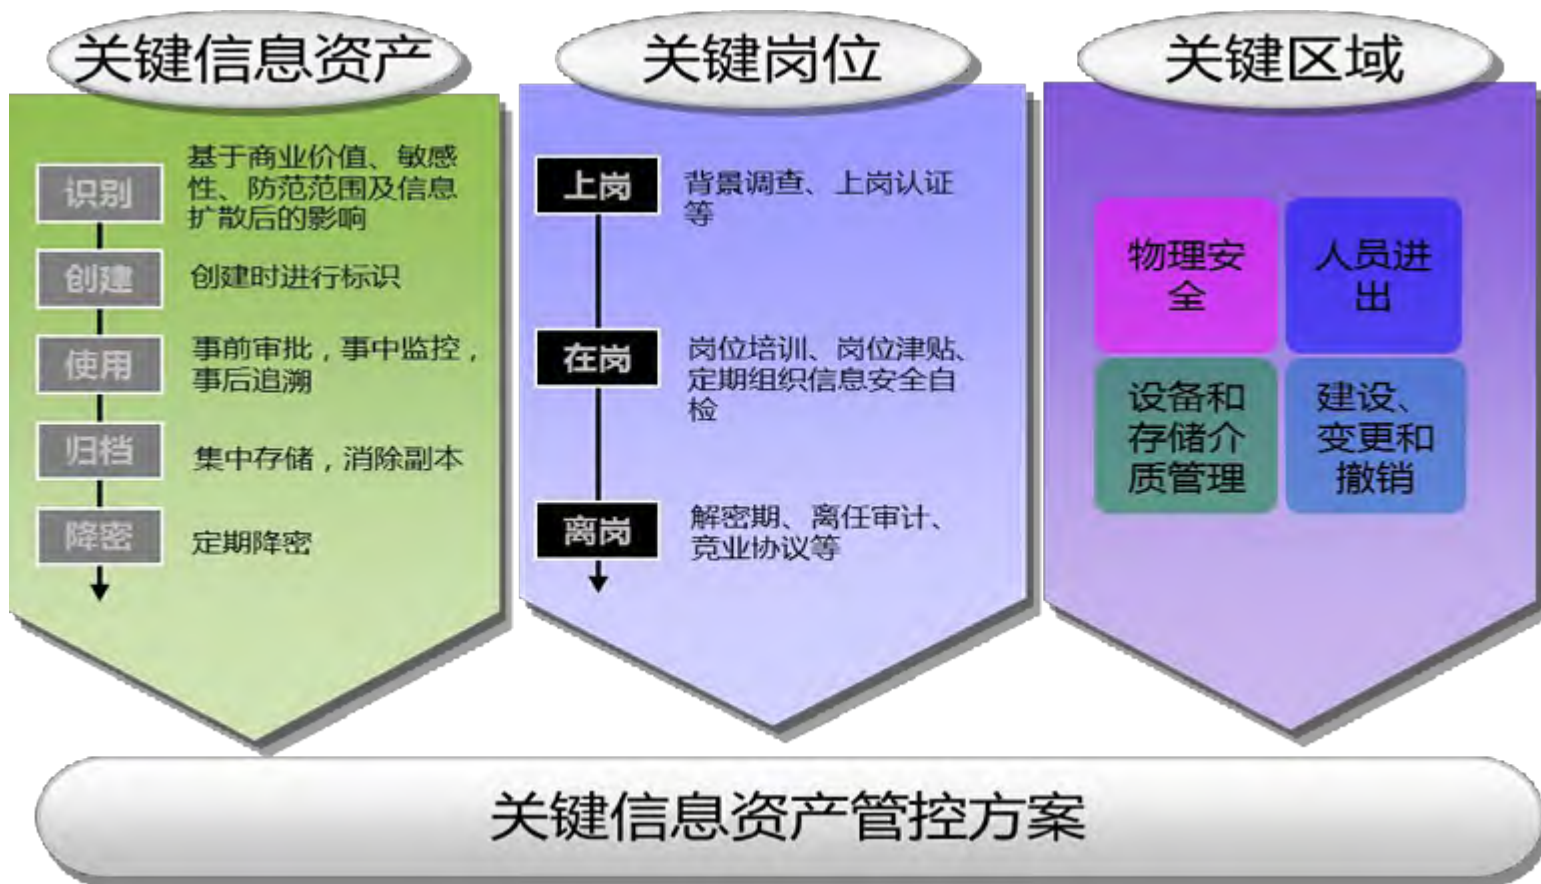 关键信息资产
识别
基于商业价值、敏感
性、防范范围及信息
扩散后的影响
创建
创建时进行标识
使用
事前审批，事中监控，
事后追溯
归档
集中存储，消除副本
降密
定期降密
关键岗位
上岗
背景调查、上岗认证
等
在岗
岗位培训、岗位津贴、
定期组织信息安全自
检
离岗
解密期、离任审计、
竞业协议等
关键区域
物理安
全
人员进
出
设备和
存储介
质管理
建设、
变更和
撤销
关键信息资产管控方案